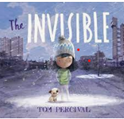 The
INVISIBLE
TOM PERCIVAL